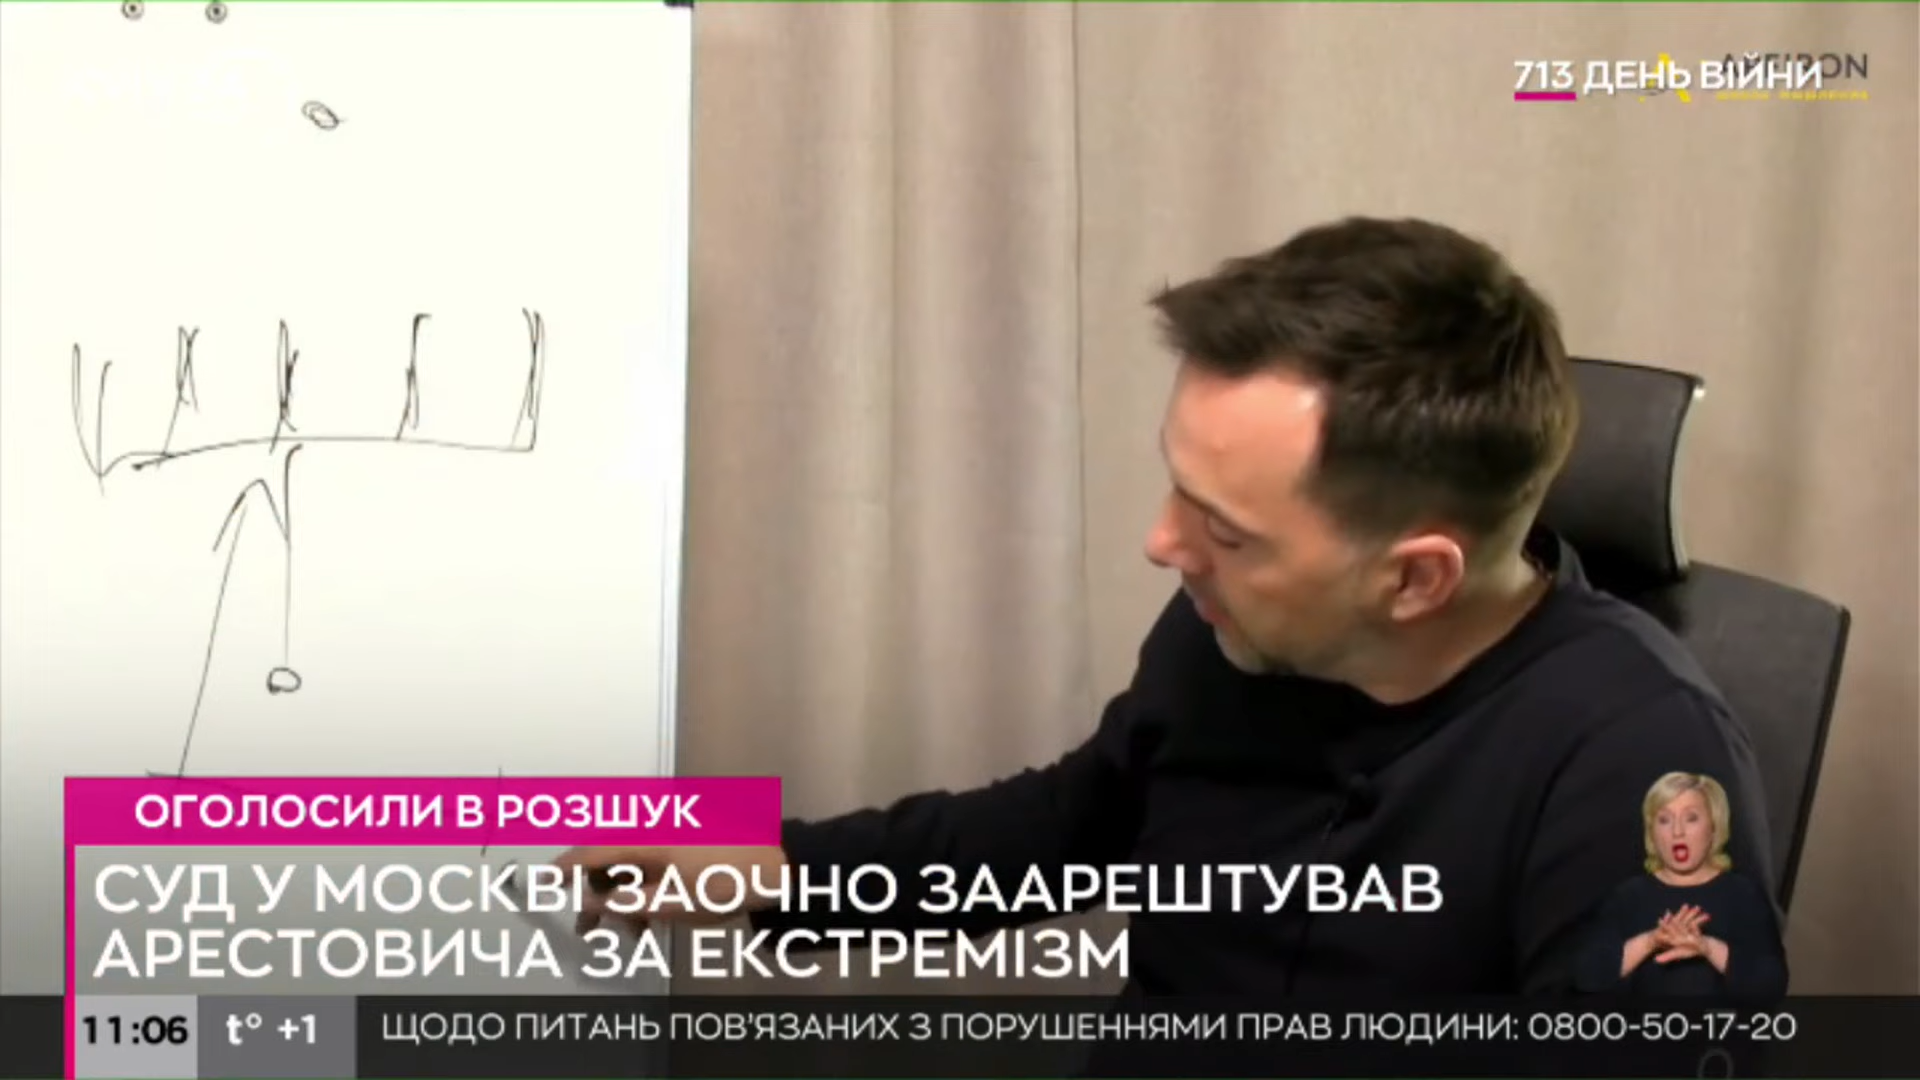 713 ДЕНЬ ВІЙНИ
ОГОЛОСИЛИ В РОЗШУК
СУД У МОСКВІ ЗАОЧНО ЗААРЕШТУВАВ
АРЕСТОВИЧА ЗА ЕКСТРЕМІЗМ
11:06 t° +1 ЩОДО ПИТАНЬ ПОВ'ЯЗАНИХ З ПОРУШЕННЯМИ ПРАВ ЛЮДИНИ: 0800-50-17-20